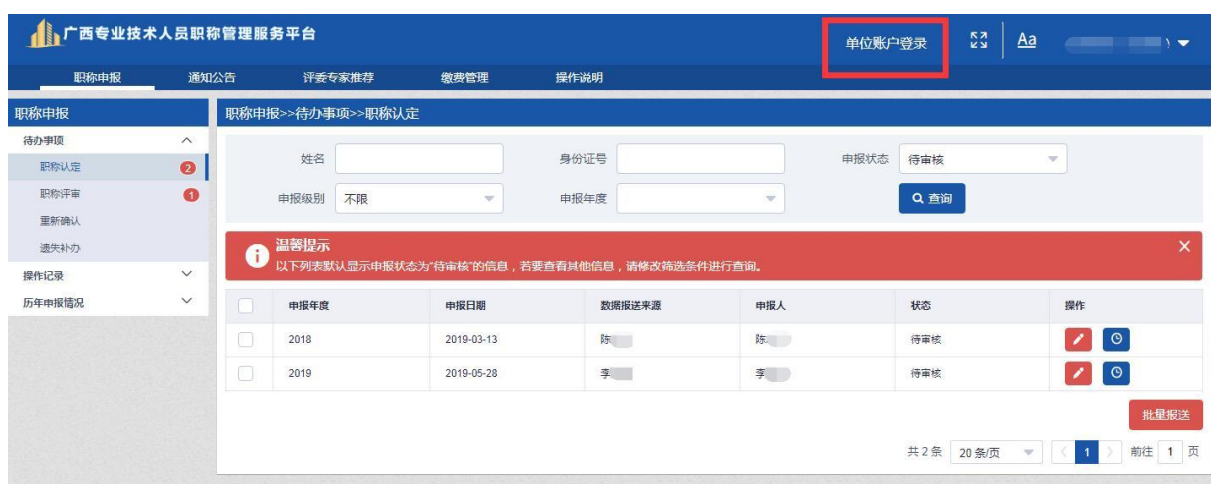 广西专业技术人员职称管理服务平台
单位账户登录 Aa
职称申报 通知公告 评委专家推荐 缴费管理 操作说明
职称申报
职称申报>>待办事项>>职称认定
待办事项
职称认定 2
职称评审 1
重新确认
遗失补办
操作记录
历年申报情况
姓名 身份证号 申报状态 待审核
申报级别 不限 申报年度 查询
温馨提示
以下列表默认显示申报状态为“待审核”的信息，若要查看其他信息，请修改筛选条件进行查询。
申报年度 申报日期 数据报送来源 申报人 状态 操作
2018 2019-03-13 陈 陈 待审核
2019 2019-05-28 李 李 待审核
批量报送
共 2 条 20 条/页 1 前往 1 页